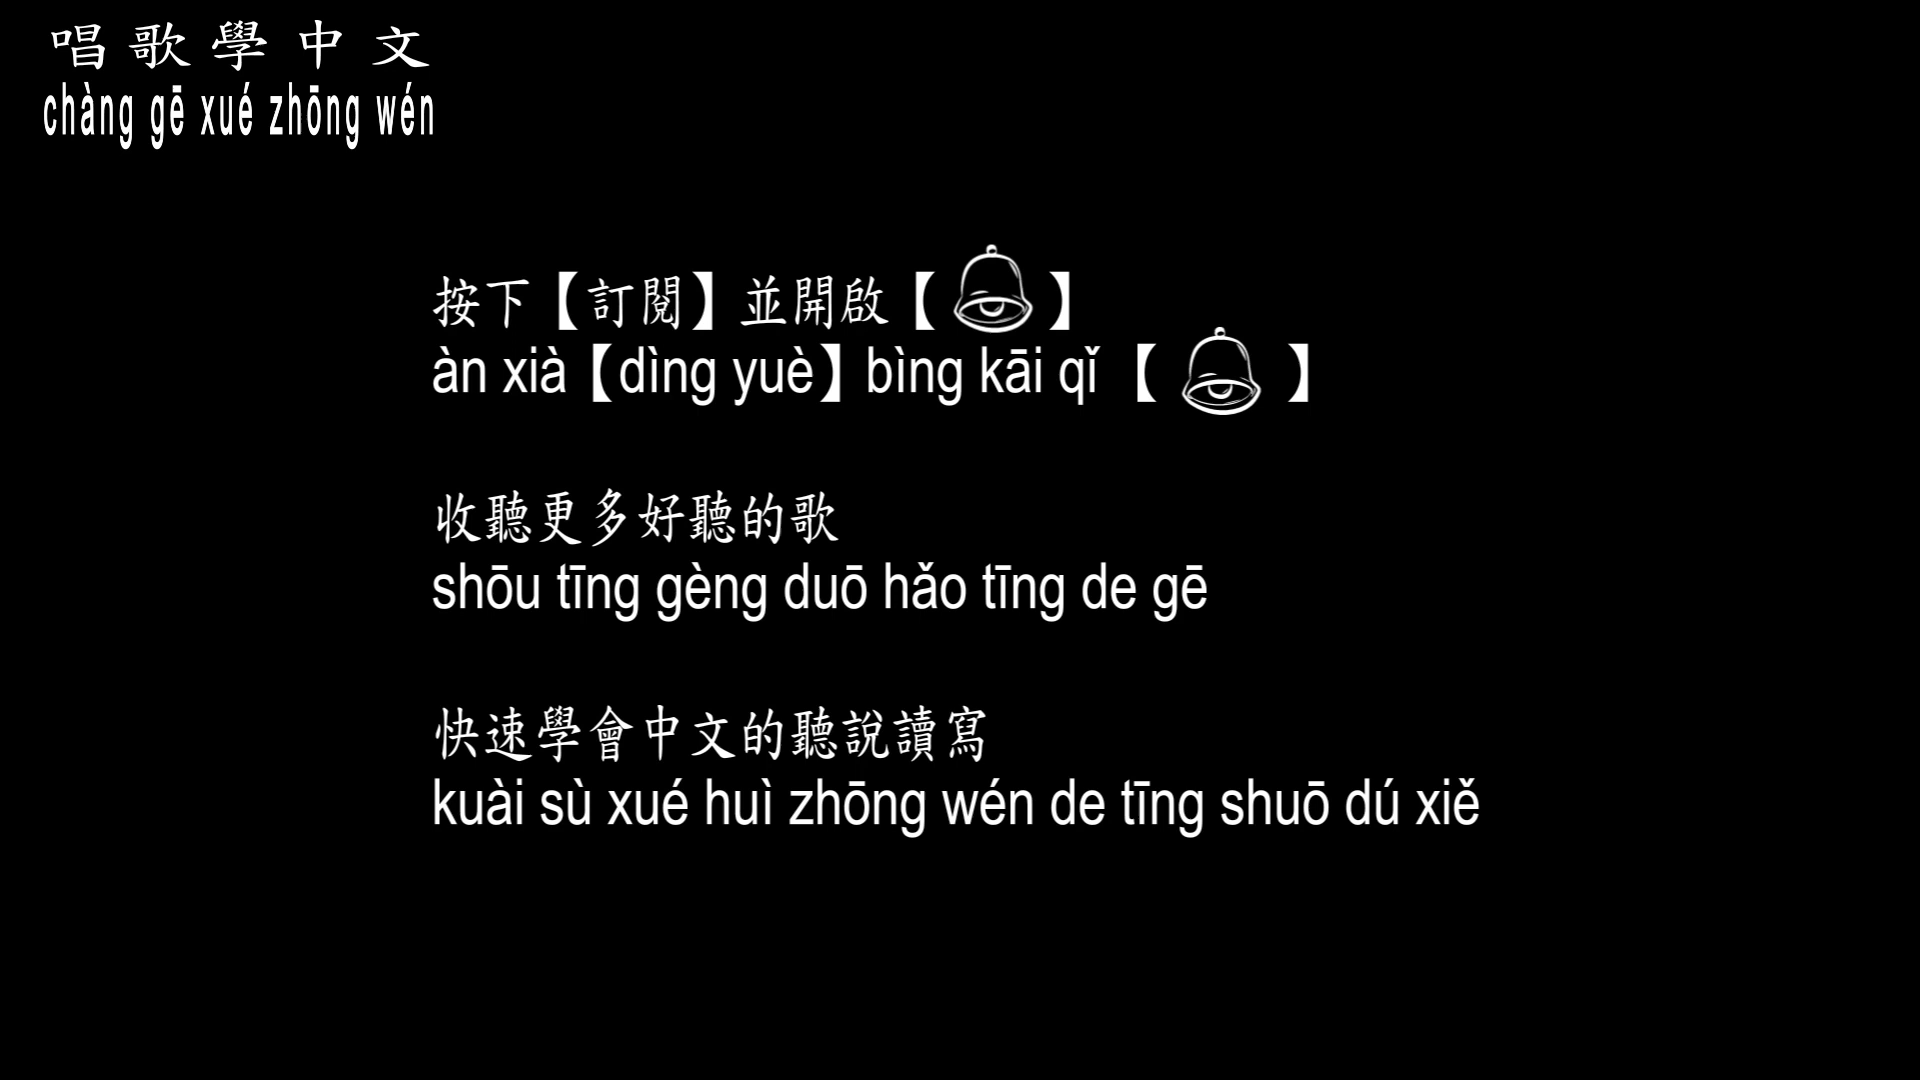 唱歌學中文
chàng gē xué zhōng wén
按下【訂閱】並開啟【】
àn xià【dìng yuè】bìng kāi qǐ【】
收聽更多好聽的歌
shōu tīng gèng duō hǎo tīng de gē
快速學會中文的聽說讀寫
kuài sù xué huì zhōng wén de tīng shuō dú xiě